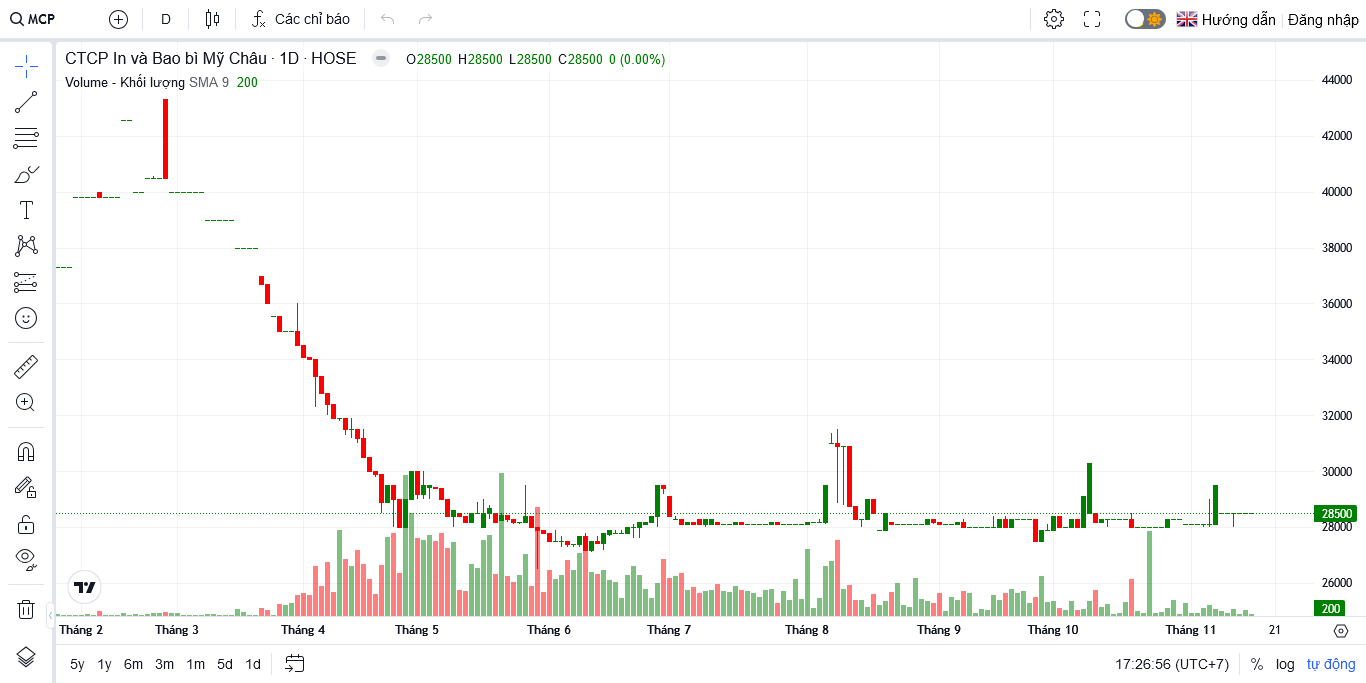 MCP D Các chỉ báo Hướng dẫn Đăng nhập
CTCP In và Bao bì Mỹ Châu · 1D · HOSE O28500 H28500 L28500 C28500 0 (0.00%)
Volume - Khối lượng SMA 9 200
44000
42000
40000
38000
36000
34000
32000
30000
28500
28000
26000
200
Tháng 2 Tháng 3 Tháng 4 Tháng 5 Tháng 6 Tháng 7 Tháng 8 Tháng 9 Tháng 10 Tháng 11 21
5y 1y 6m 3m 1m 5d 1d 17:26:56 (UTC+7) % log tự động